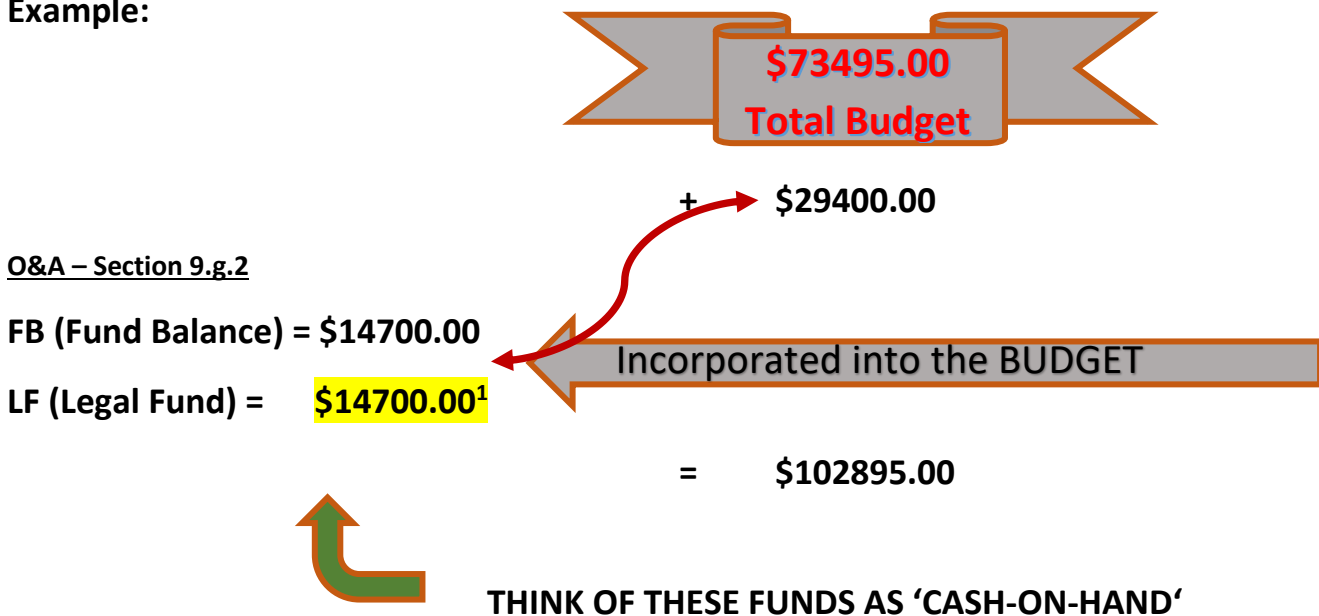 Example:
$73495.00
Total Budget
+ $29400.00
O&A – Section 9.g.2
FB (Fund Balance) = $14700.00
Incorporated into the BUDGET
LF (Legal Fund) = $14700.00¹
= $102895.00
THINK OF THESE FUNDS AS ‘CASH-ON-HAND‘